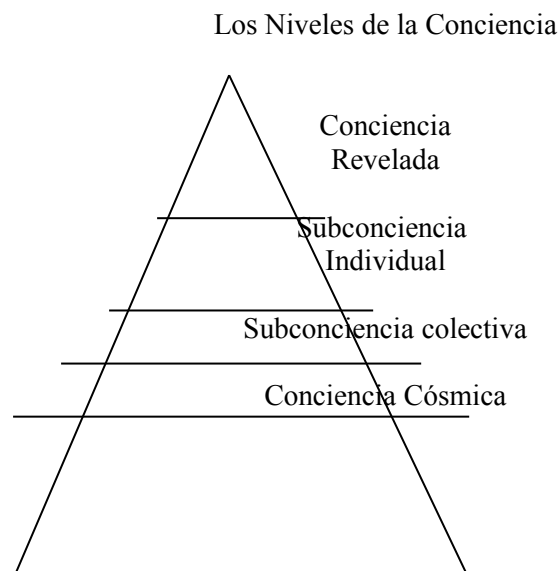 Los Niveles de la Conciencia
Conciencia
Revelada
Subconciencia
Individual
Subconciencia colectiva
Conciencia Cósmica